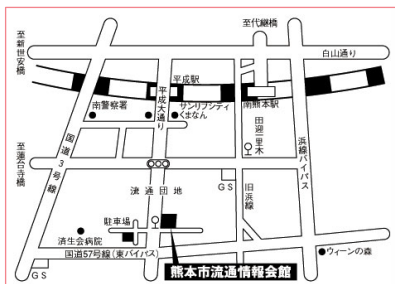 至代継橋
至新世安橋
白山通り
平成駅
南熊本駅
南警察署
平成大通り
サンリブシティ
くまなん
田迎一里木
至蓮台寺橋
国道3号線
浜線バイパス
GS
旧浜線
流通団地
駐車場
済生会病院
国道57号線(東バイパス)
ウィーンの森
熊本市流通情報会館
GS